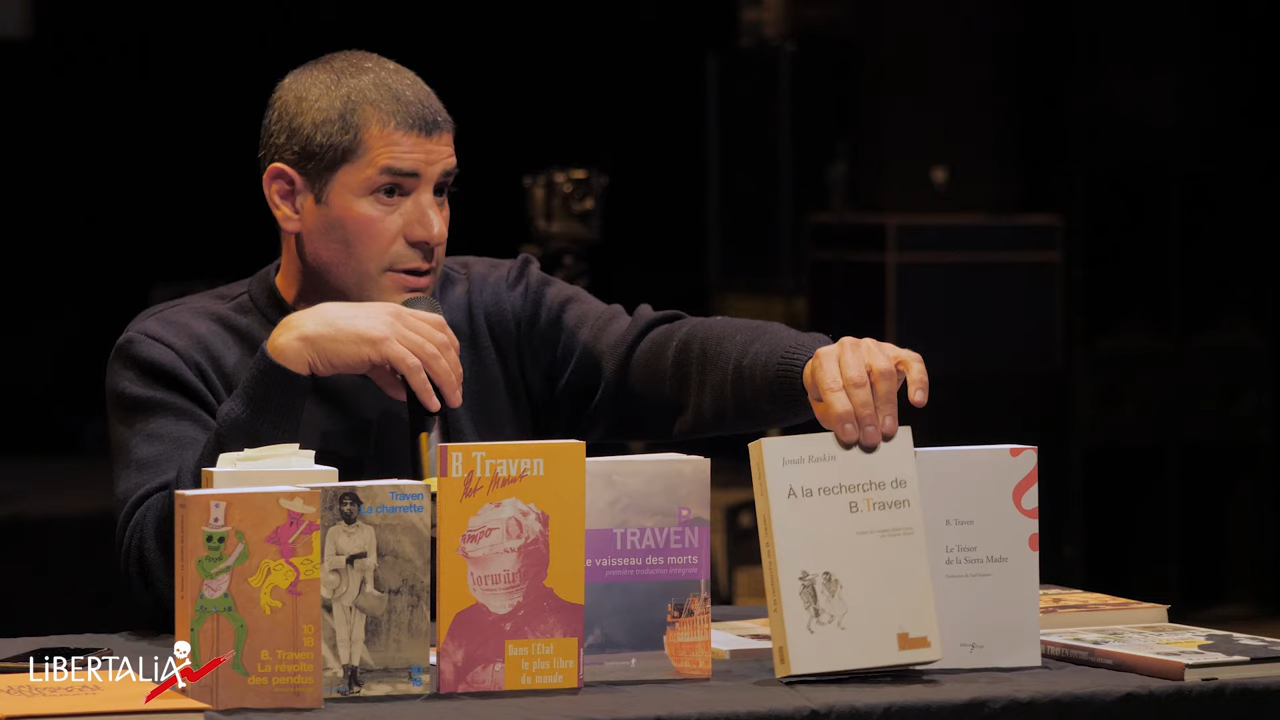 Jonah Raskin
À la recherche de
B.Traven
B. Traven
Le Trésor
de la Sierra Madre
B.Traven
Ret Marut
Dans l'État
le plus libre
du monde
TRAVEN
Le vaisseau des morts
première traduction intégrale
Traven
La charrette
10
18
B. Traven
La révolte
des pendus
LiBERTALiA